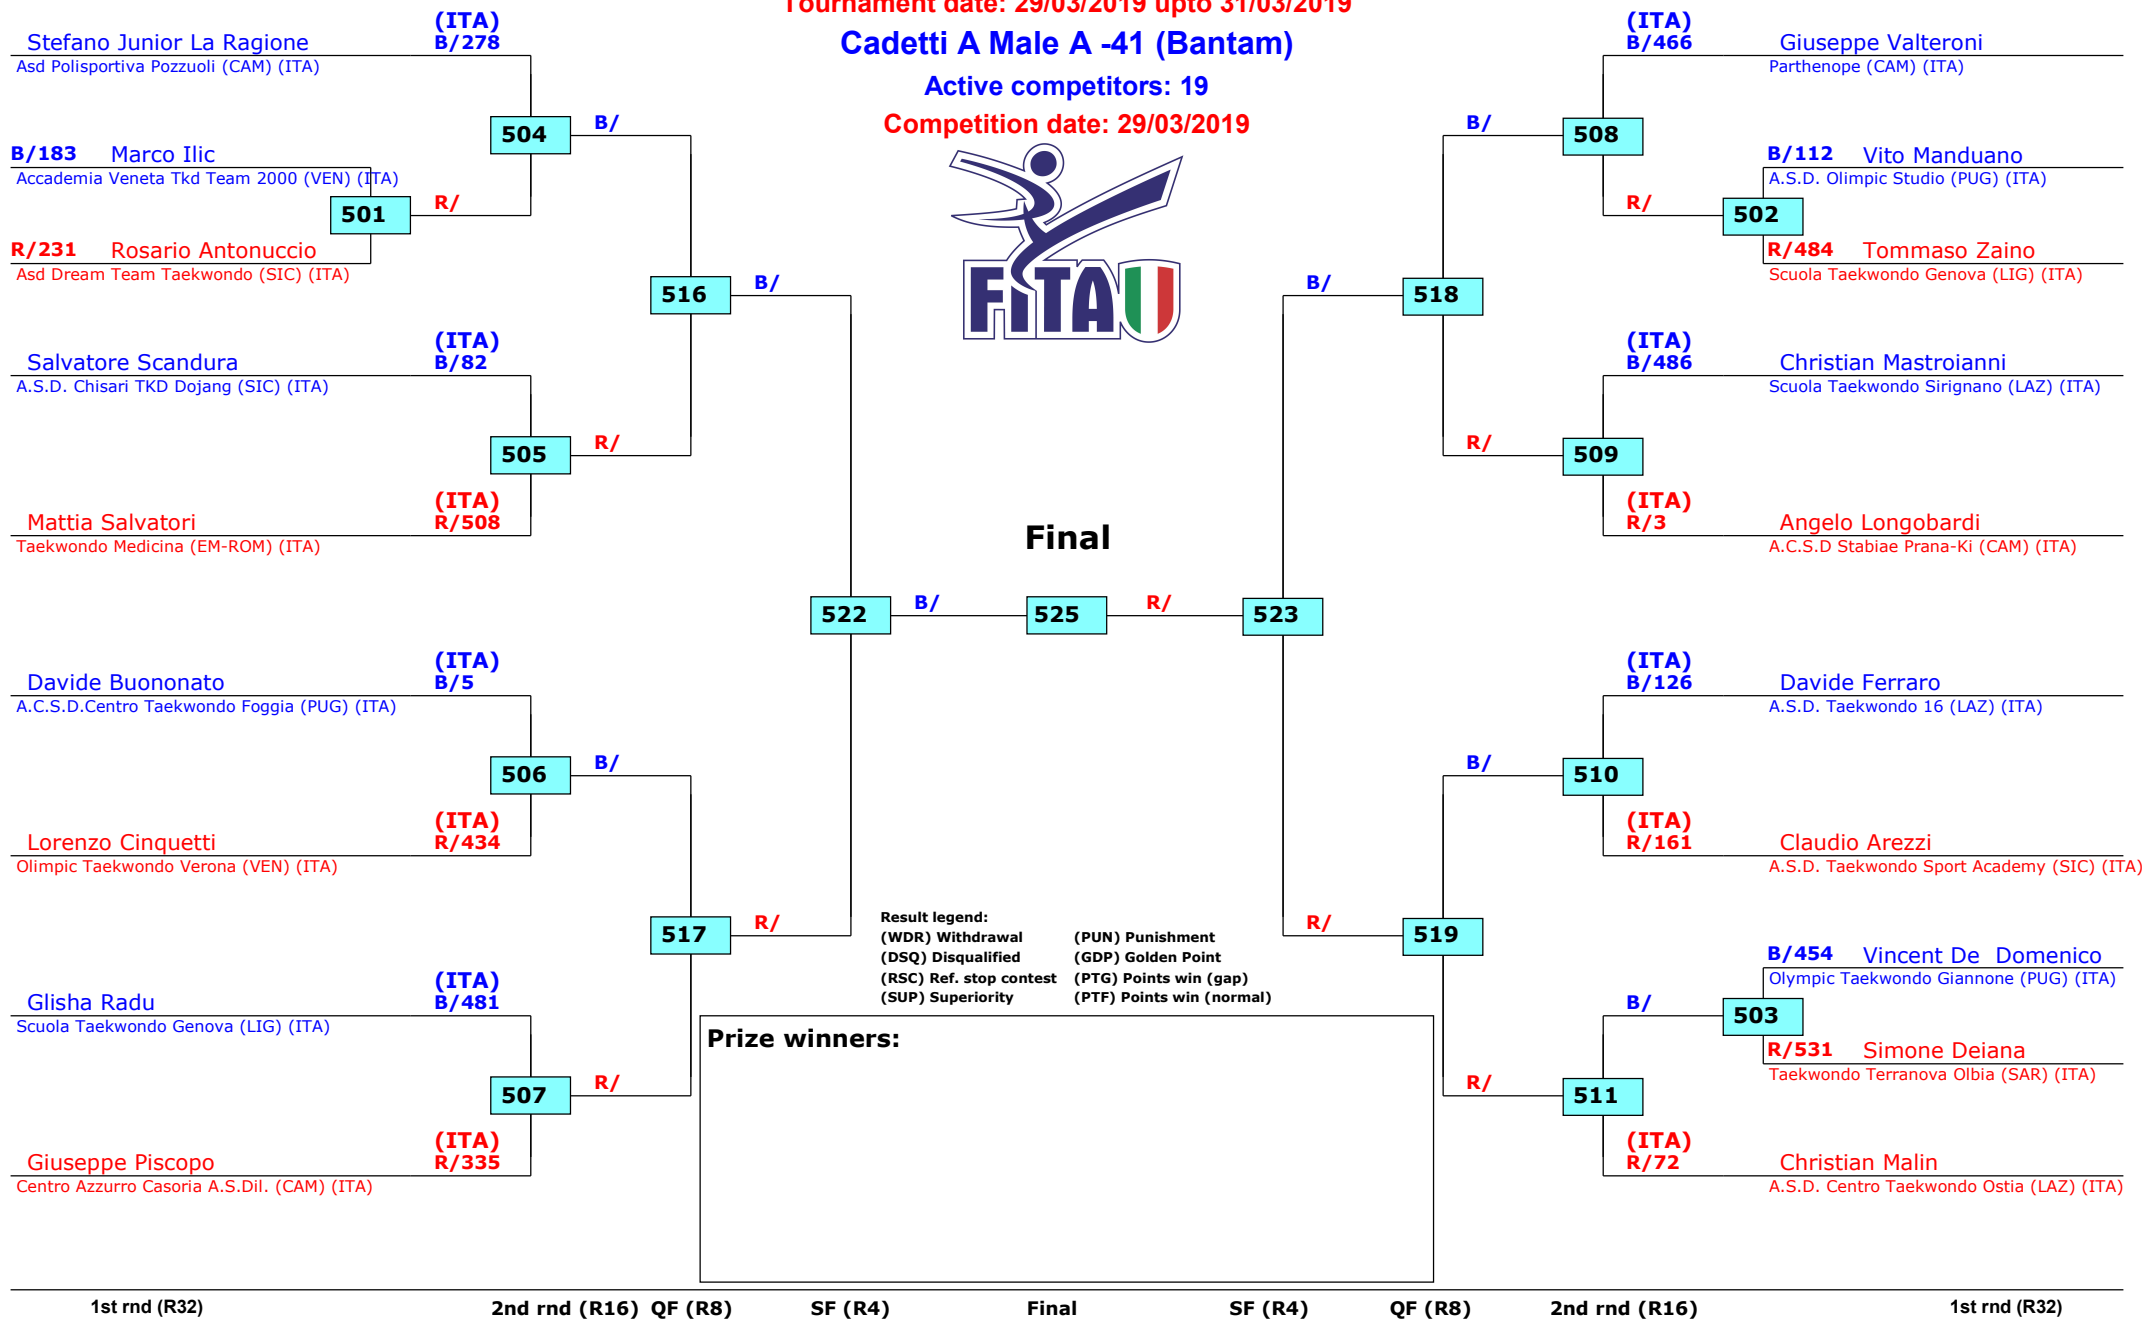 Tournament date: 29/03/2019 upto 31/03/2019
Cadetti A Male A -41 (Bantam)
Active competitors: 19
Competition date: 29/03/2019
FITA
(ITA)
Stefano Junior La Ragione B/278
Asd Polisportiva Pozzuoli (CAM) (ITA)
504 B/
B/183 Marco Ilic
Accademia Veneta Tkd Team 2000 (VEN) (ITA)
501 R/
R/231 Rosario Antonuccio
Asd Dream Team Taekwondo (SIC) (ITA)
516 B/
(ITA)
Salvatore Scandura B/82
A.S.D. Chisari TKD Dojang (SIC) (ITA)
505 R/
(ITA)
Mattia Salvatori R/508
Taekwondo Medicina (EM-ROM) (ITA)
Final
522 B/ 525 R/ 523
(ITA)
Davide Buononato B/5
A.C.S.D.Centro Taekwondo Foggia (PUG) (ITA)
506 B/
(ITA)
Lorenzo Cinquetti R/434
Olimpic Taekwondo Verona (VEN) (ITA)
517 R/
(ITA)
Glisha Radu B/481
Scuola Taekwondo Genova (LIG) (ITA)
507 R/
(ITA)
Giuseppe Piscopo R/335
Centro Azzurro Casoria A.S.Dil. (CAM) (ITA)
(ITA)
B/466 Giuseppe Valteroni
Parthenope (CAM) (ITA)
B/ 508
B/112 Vito Manduano
A.S.D. Olimpic Studio (PUG) (ITA)
R/ 502
R/484 Tommaso Zaino
Scuola Taekwondo Genova (LIG) (ITA)
B/ 518
(ITA)
B/486 Christian Mastroianni
Scuola Taekwondo Sirignano (LAZ) (ITA)
R/ 509
(ITA)
R/3 Angelo Longobardi
A.C.S.D Stabiae Prana-Ki (CAM) (ITA)
(ITA)
B/126 Davide Ferraro
A.S.D. Taekwondo 16 (LAZ) (ITA)
B/ 510
(ITA)
R/161 Claudio Arezzi
A.S.D. Taekwondo Sport Academy (SIC) (ITA)
R/ 519
B/454 Vincent De  Domenico
Olympic Taekwondo Giannone (PUG) (ITA)
B/ 503
R/531 Simone Deiana
Taekwondo Terranova Olbia (SAR) (ITA)
R/ 511
(ITA)
R/72 Christian Malin
A.S.D. Centro Taekwondo Ostia (LAZ) (ITA)
Result legend:
(WDR) Withdrawal (PUN) Punishment
(DSQ) Disqualified (GDP) Golden Point
(RSC) Ref. stop contest (PTG) Points win (gap)
(SUP) Superiority (PTF) Points win (normal)
Prize winners:
1st rnd (R32) 2nd rnd (R16) QF (R8) SF (R4) Final SF (R4) QF (R8) 2nd rnd (R16) 1st rnd (R32)